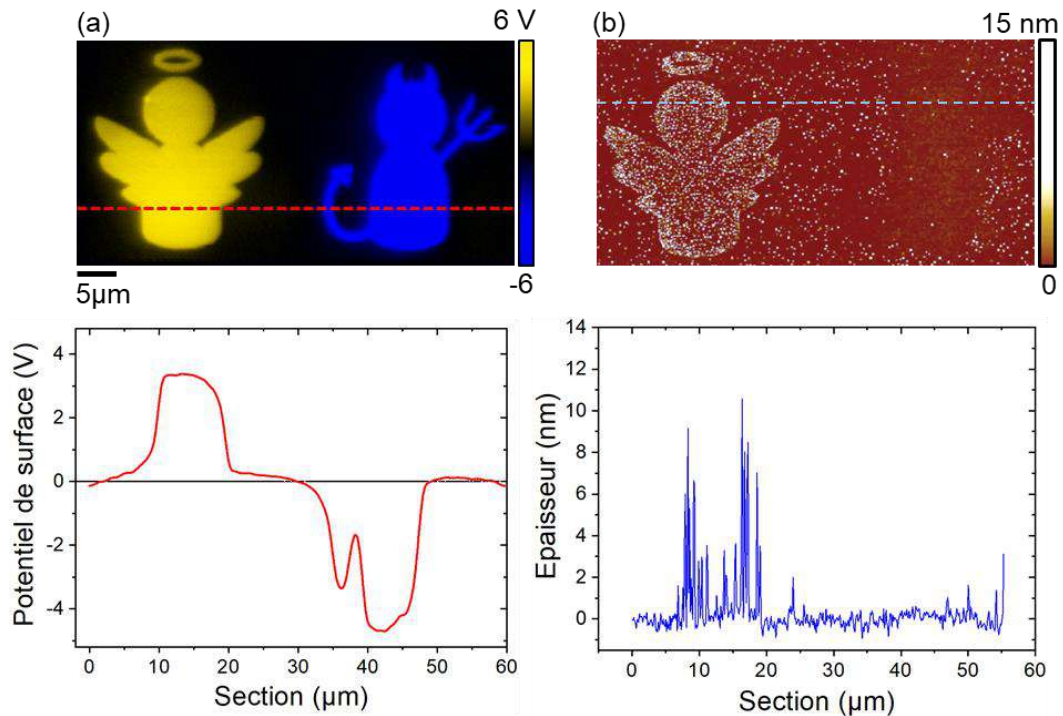 (a)
6 V
-6
5µm
(b)
15 nm
0
Potentiel de surface (V)
4
2
0
-2
-4
0 10 20 30 40 50 60
Section (µm)
Epaisseur (nm)
14
12
10
8
6
4
2
0
0 10 20 30 40 50 60
Section (µm)